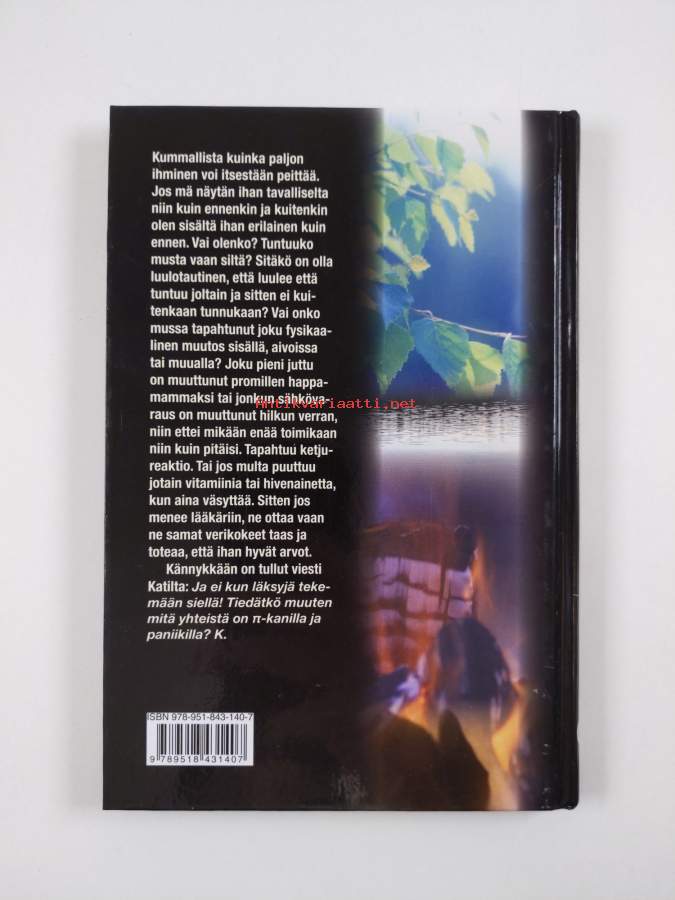 Kummallista kuinka paljon
ihminen voi itsestään peittää.
Jos mä näytän ihan tavalliselta
niin kuin ennenkin ja kuitenkin
olen sisältä ihan erilainen kuin
ennen. Vai olenko? Tuntuuko
musta vaan siltä? Sitäkö on olla
luulotautinen, että luulee että
tuntuu joltain ja sitten ei kui-
tenkaan tunnukaan? Vai onko
mussa tapahtunut joku fysikaa-
linen muutos sisällä, aivoissa
tai muualla? Joku pieni juttu
on muuttunut promillen happa-
mammaksi tai jonkun sähköva-
Antikvariaatti.net
raus on muuttunut hilkun verran,
niin ettei mikään enää toimikaan
niin kuin pitäisi. Tapahtuu ketju-
reaktio. Tai jos multa puuttuu
jotain vitamiinia tai hivenainetta,
kun aina väsyttää. Sitten jos
menee lääkäriin, ne ottaa vaan
ne samat verikokeet taas ja
toteaa, että ihan hyvät arvot.
Kännykkään on tullut viesti
Katilta: Ja ei kun läksyjä teke-
mään siellä! Tiedätkö muuten
mitä yhteistä on π-kanilla ja
paniikilla? K.
ISBN 978-951-843-140-7
9 789518 431407